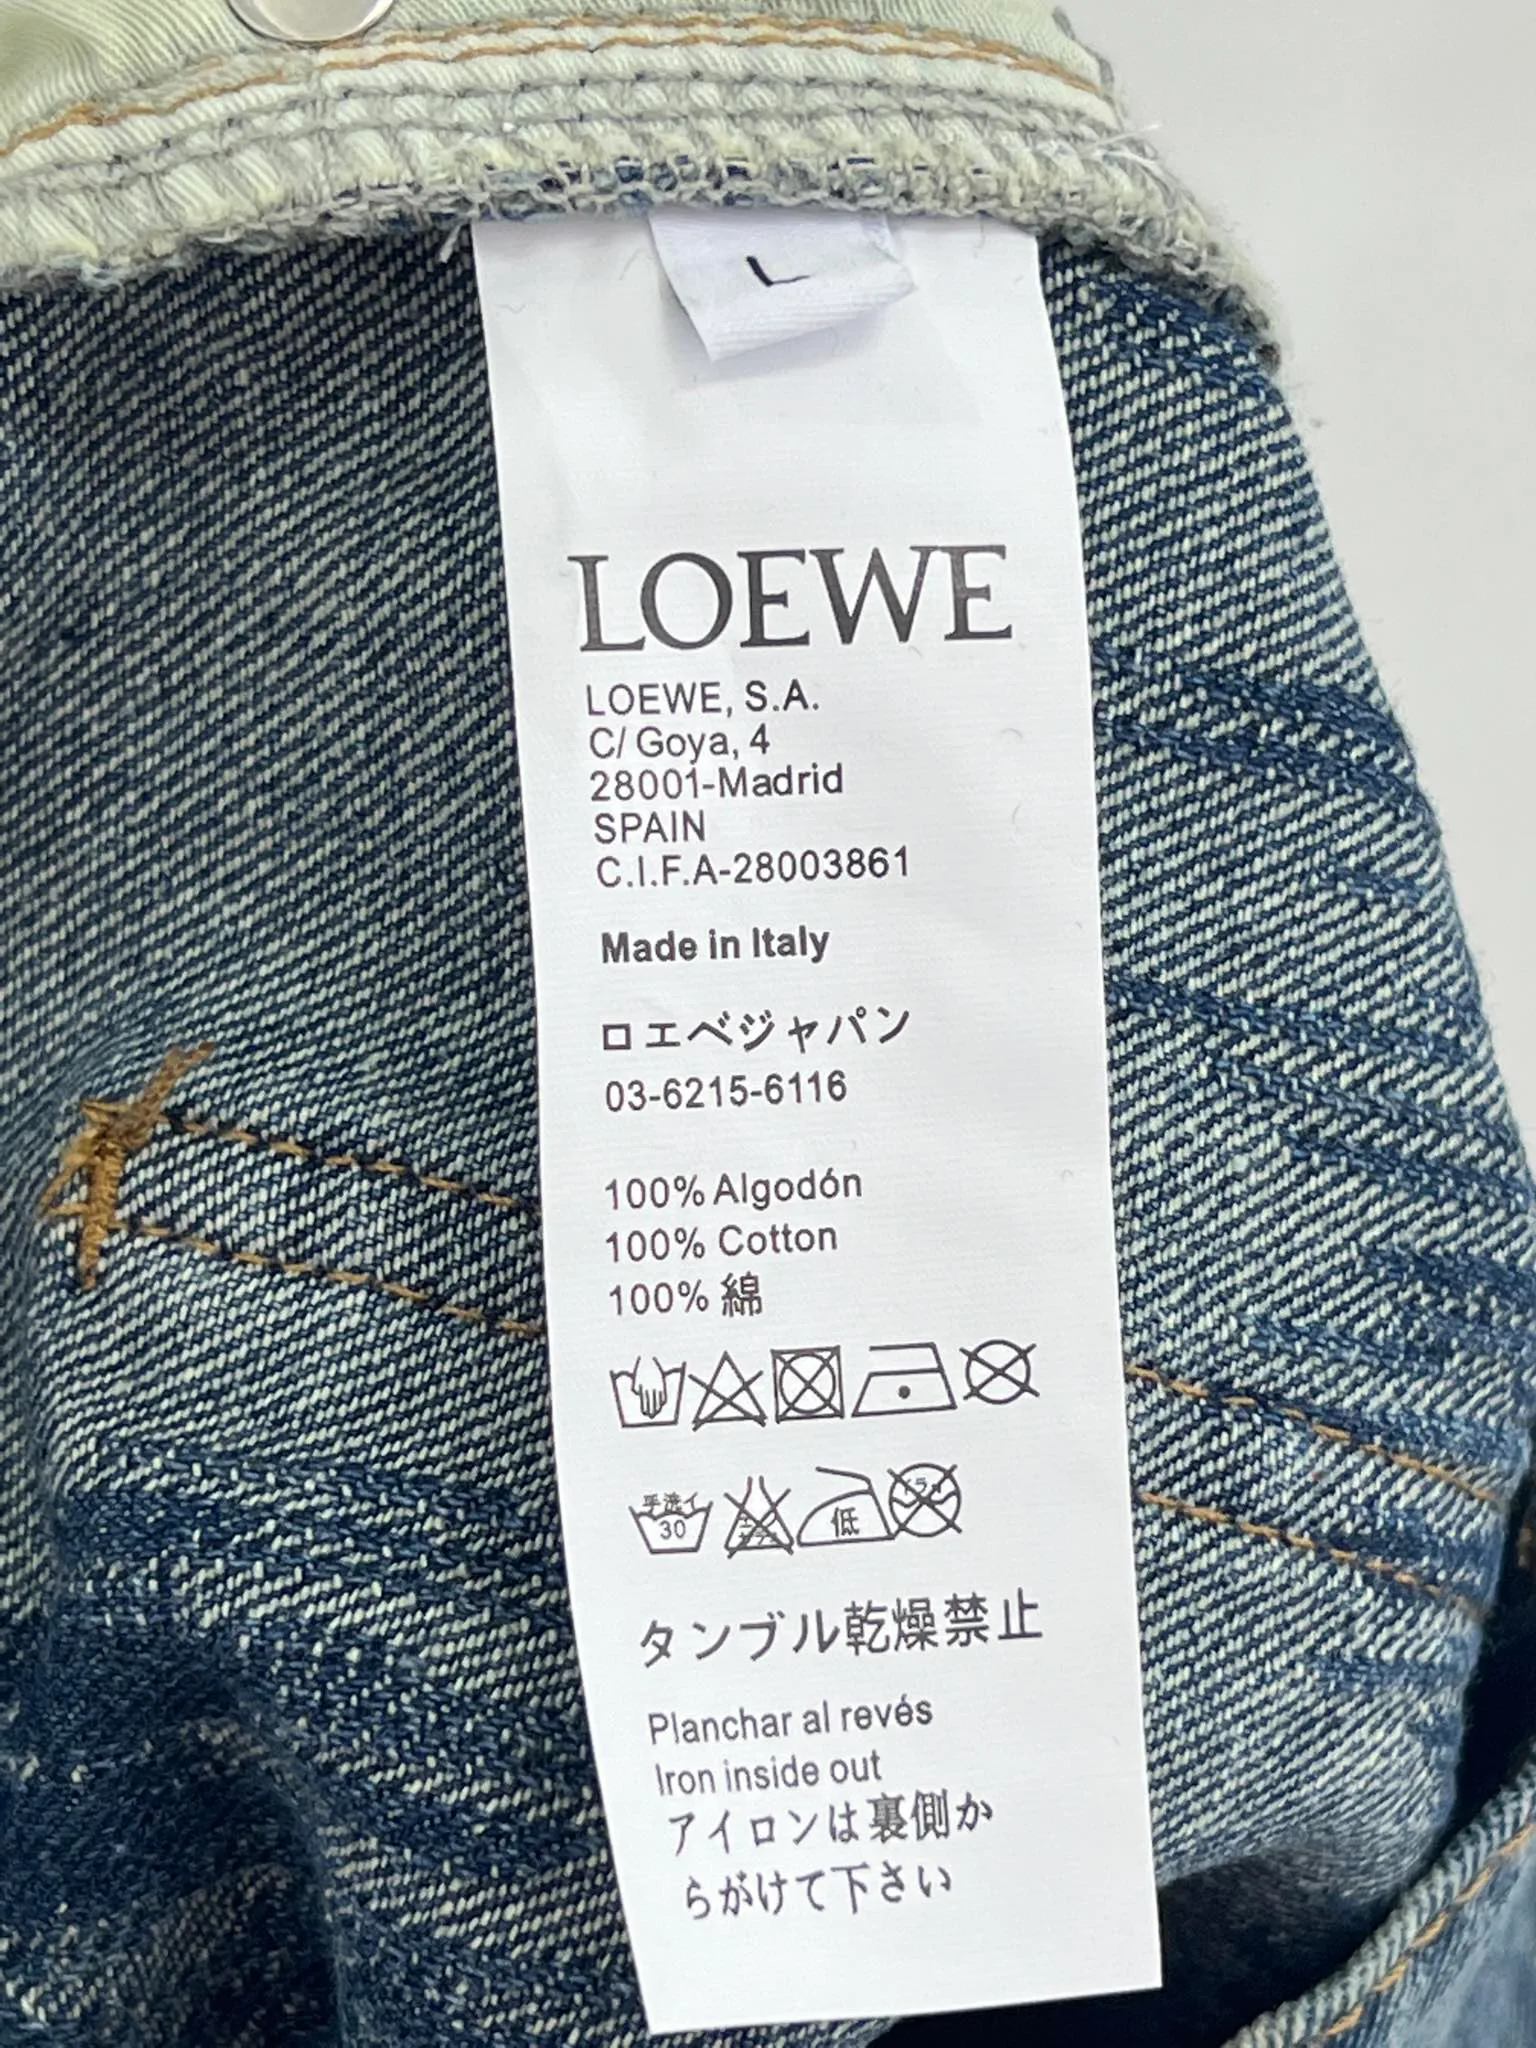 L
LOEWE
LOEWE, S.A.
C/ Goya, 4
28001-Madrid
SPAIN
C.I.F.A-28003861
Made in Italy
ロエベジャパン
03-6215-6116
100% Algodón
100% Cotton
100% 綿
手洗イ
30
低
タンブル乾燥禁止
Planchar al revés
Iron inside out
アイロンは裏側か
らがけて下さい